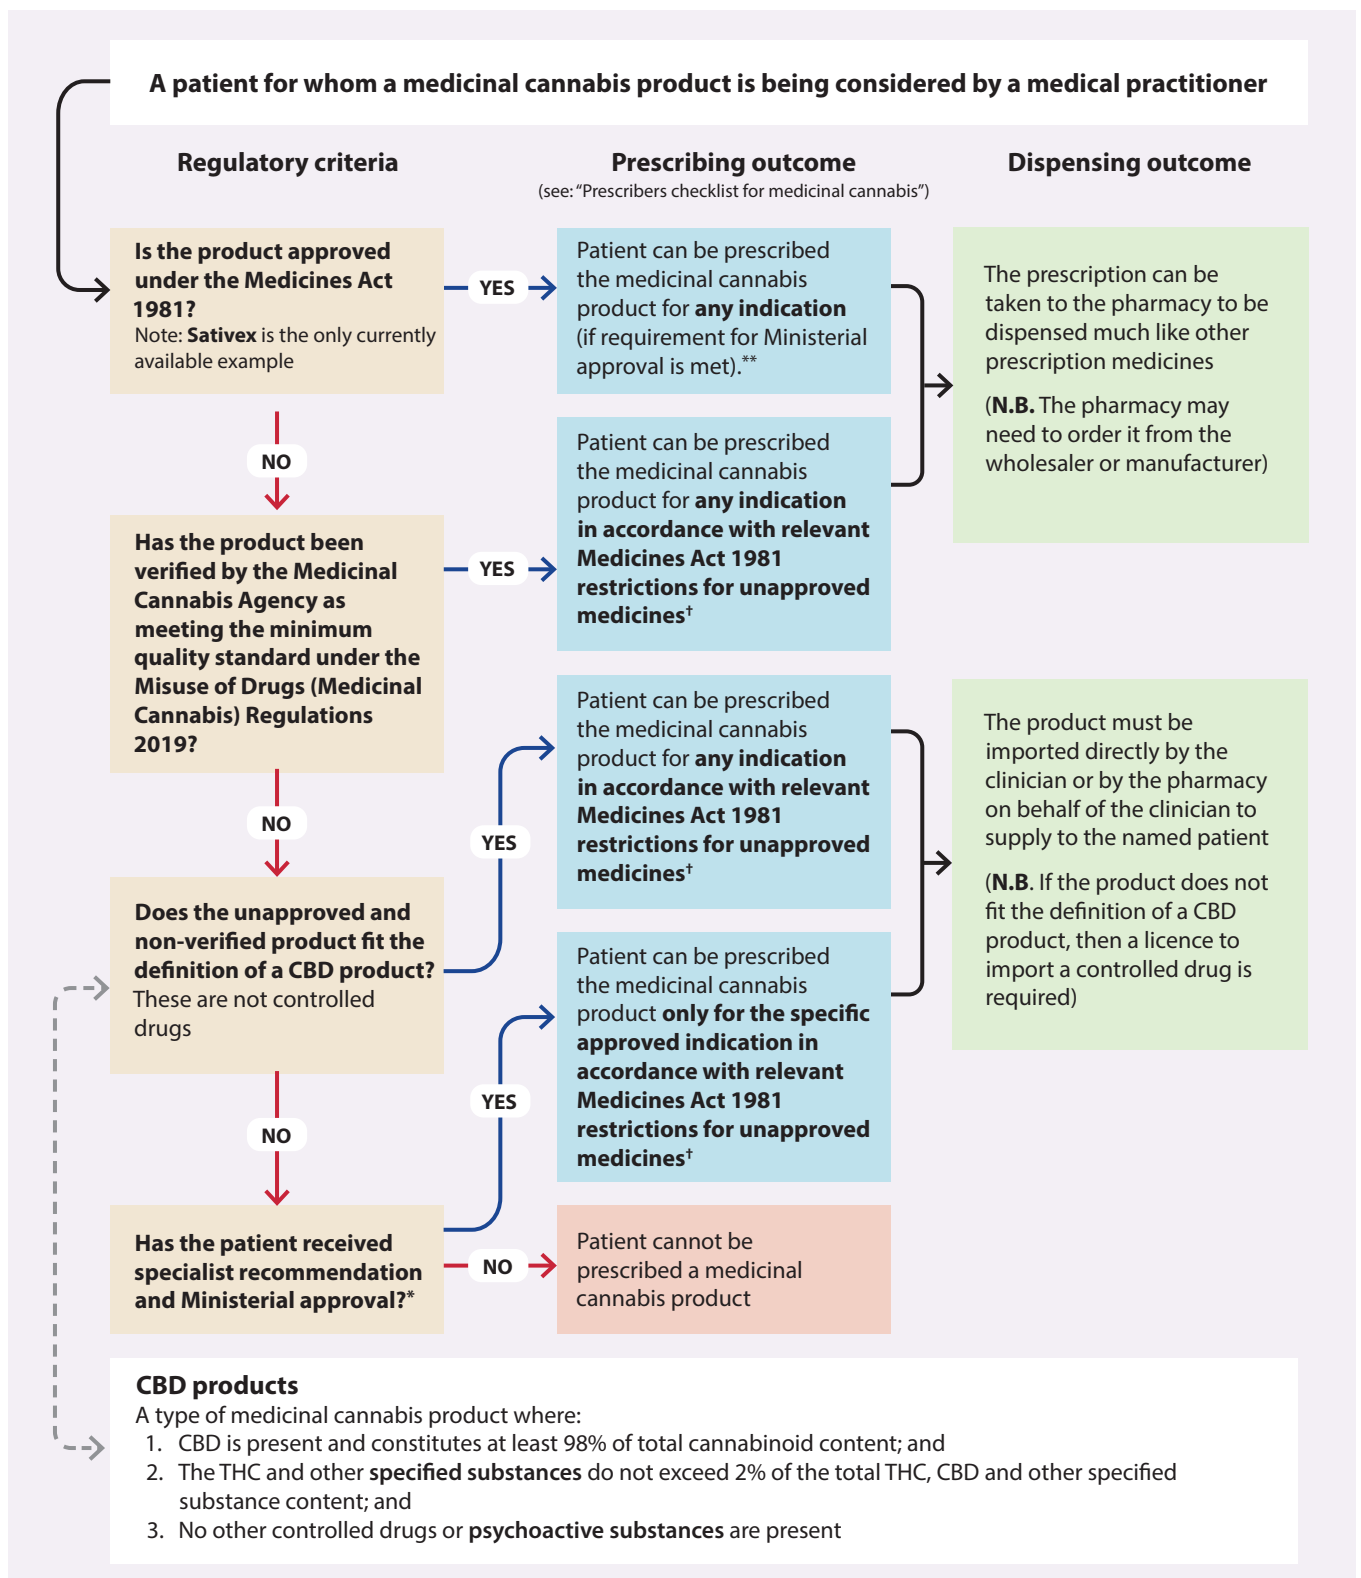 A patient for whom a medicinal cannabis product is being considered by a medical practitioner
Regulatory criteria
Prescribing outcome
(see: “Prescribers checklist for medicinal cannabis”)
Dispensing outcome
Is the product approved
under the Medicines Act
1981?
Note: Sativex is the only currently
available example
YES
Patient can be prescribed
the medicinal cannabis
product for any indication
(if requirement for Ministerial
approval is met).**
The prescription can be
taken to the pharmacy to be
dispensed much like other
prescription medicines
(N.B. The pharmacy may
need to order it from the
wholesaler or manufacturer)
NO
Has the product been
verified by the Medicinal
Cannabis Agency as
meeting the minimum
quality standard under the
Misuse of Drugs (Medicinal
Cannabis) Regulations
2019?
YES
Patient can be prescribed
the medicinal cannabis
product for any indication
in accordance with relevant
Medicines Act 1981
restrictions for unapproved
medicines†
NO
Does the unapproved and
non-verified product fit the
definition of a CBD product?
These are not controlled
drugs
YES
Patient can be prescribed
the medicinal cannabis
product for any indication
in accordance with relevant
Medicines Act 1981
restrictions for unapproved
medicines†
The product must be
imported directly by the
clinician or by the pharmacy
on behalf of the clinician to
supply to the named patient
(N.B. If the product does not
fit the definition of a CBD
product, then a licence to
import a controlled drug is
required)
NO
Has the patient received
specialist recommendation
and Ministerial approval?*
YES
Patient can be prescribed
the medicinal cannabis
product only for the specific
approved indication in
accordance with relevant
Medicines Act 1981
restrictions for unapproved
medicines†
NO
Patient cannot be
prescribed a medicinal
cannabis product
CBD products
A type of medicinal cannabis product where:
1. CBD is present and constitutes at least 98% of total cannabinoid content; and
2. The THC and other specified substances do not exceed 2% of the total THC, CBD and other specified
substance content; and
3. No other controlled drugs or psychoactive substances are present